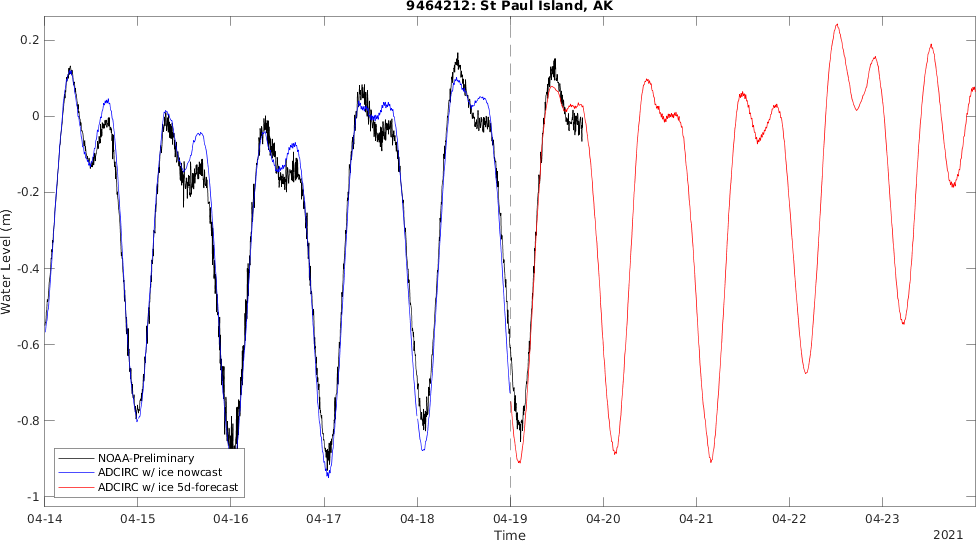 9464212: St Paul Island, AK
Water Level (m)
0.2
0
-0.2
-0.4
-0.6
-0.8
-1
NOAA-Preliminary
ADCIRC w/ ice nowcast
ADCIRC w/ ice 5d-forecast
04-14 04-15 04-16 04-17 04-18 04-19 04-20 04-21 04-22 04-23
Time
2021